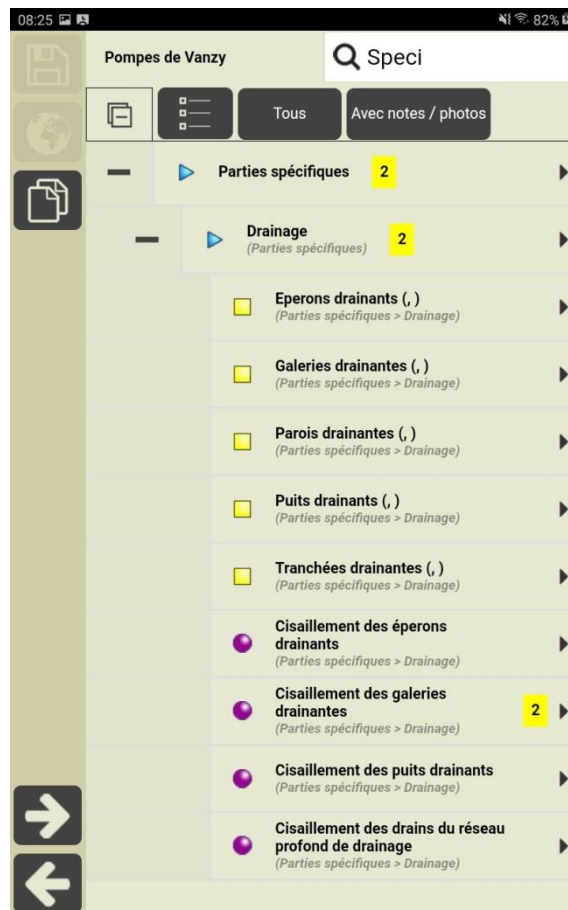 08:25
82%
Pompes de Vanzy
Speci
Tous
Avec notes / photos
Parties spécifiques 2
Drainage
(Parties spécifiques)
2
Eperons drainants (, )
(Parties spécifiques > Drainage)
Galeries drainantes (, )
(Parties spécifiques > Drainage)
Parois drainantes (, )
(Parties spécifiques > Drainage)
Puits drainants (, )
(Parties spécifiques > Drainage)
Tranchées drainantes (, )
(Parties spécifiques > Drainage)
Cisaillement des éperons
drainants
(Parties spécifiques > Drainage)
Cisaillement des galeries
drainantes
(Parties spécifiques > Drainage)
2
Cisaillement des puits drainants
(Parties spécifiques > Drainage)
Cisaillement des drains du réseau
profond de drainage
(Parties spécifiques > Drainage)